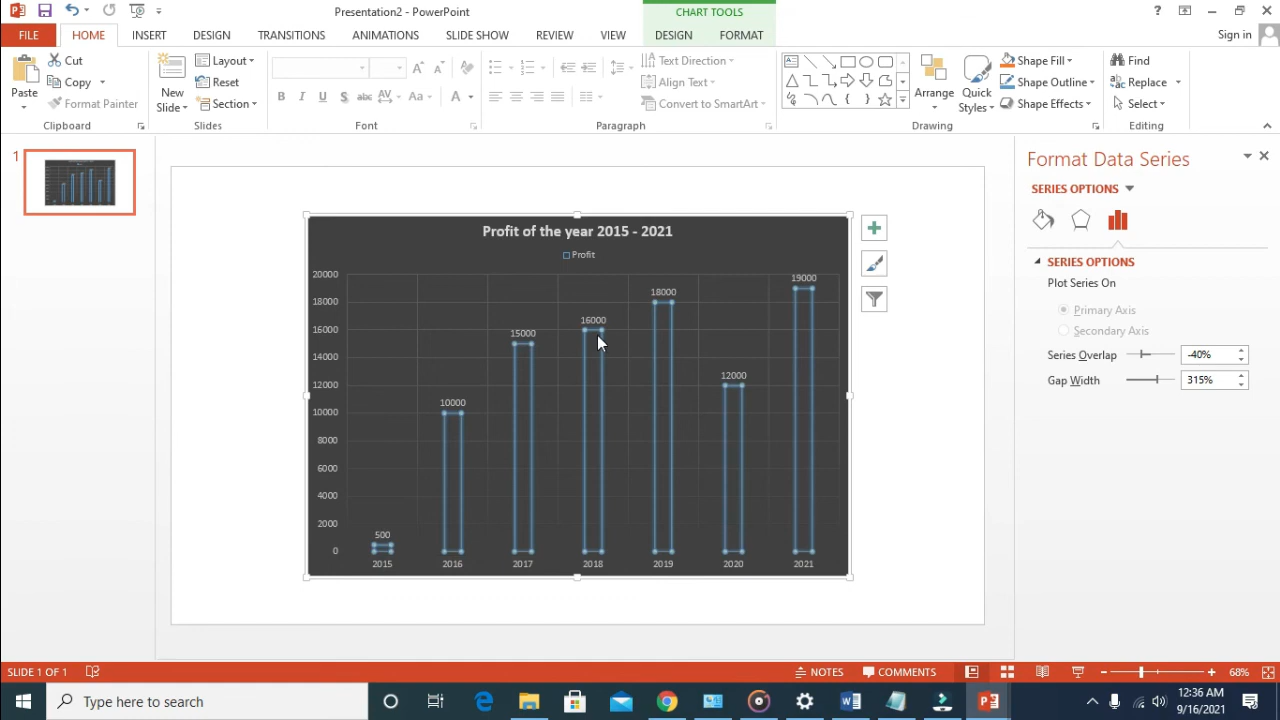 Presentation2 - PowerPoint
CHART TOOLS
?
FILE
HOME
INSERT
DESIGN
TRANSITIONS
ANIMATIONS
SLIDE SHOW
REVIEW
VIEW
DESIGN
FORMAT
Sign in
Paste
Cut
Copy
Format Painter
Clipboard
New
Slide
Layout
Reset
Section
Slides
B I U S abc AV Aa A
Font
Text Direction
Align Text
Convert to SmartArt
Paragraph
Arrange
Quick
Styles
Shape Fill
Shape Outline
Shape Effects
Drawing
Find
Replace
Select
Editing
1
Profit of the year 2015 - 2021
Profit
20000
18000
16000
14000
12000
10000
8000
6000
4000
2000
0
500
10000
15000
16000
18000
12000
19000
2015 2016 2017 2018 2019 2020 2021
Format Data Series
SERIES OPTIONS
SERIES OPTIONS
Plot Series On
Primary Axis
Secondary Axis
Series Overlap -40%
Gap Width 315%
SLIDE 1 OF 1
NOTES
COMMENTS
68%
Type here to search
12:36 AM
9/16/2021